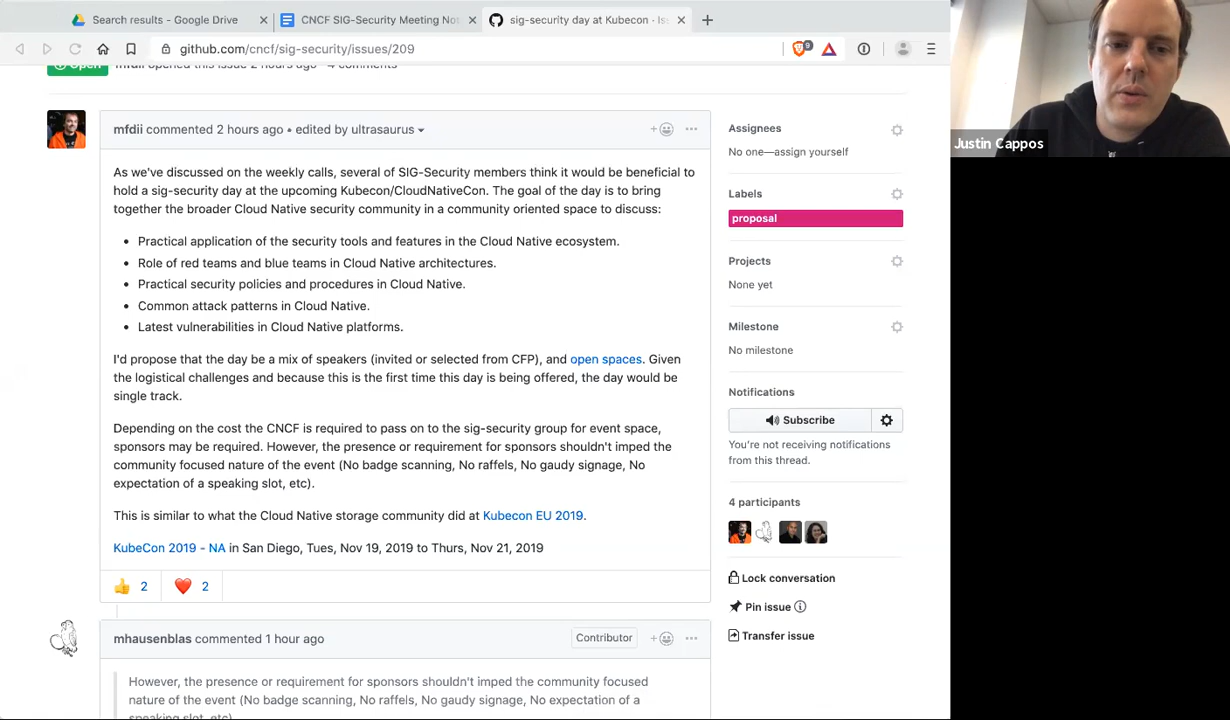 Search results - Google Drive
CNCF SIG-Security Meeting Not
sig-security day at Kubecon · Iss
github.com/cncf/sig-security/issues/209
9
Open
mfdii opened this issue 2 hours ago · 4 comments
mfdii commented 2 hours ago • edited by ultrasaurus
As we've discussed on the weekly calls, several of SIG-Security members think it would be beneficial to
hold a sig-security day at the upcoming Kubecon/CloudNativeCon. The goal of the day is to bring
together the broader Cloud Native security community in a community oriented space to discuss:
• Practical application of the security tools and features in the Cloud Native ecosystem.
• Role of red teams and blue teams in Cloud Native architectures.
• Practical security policies and procedures in Cloud Native.
• Common attack patterns in Cloud Native.
• Latest vulnerabilities in Cloud Native platforms.
I'd propose that the day be a mix of speakers (invited or selected from CFP), and open spaces. Given
the logistical challenges and because this is the first time this day is being offered, the day would be
single track.
Depending on the cost the CNCF is required to pass on to the sig-security group for event space,
sponsors may be required. However, the presence or requirement for sponsors shouldn't imped the
community focused nature of the event (No badge scanning, No raffels, No gaudy signage, No
expectation of a speaking slot, etc).
This is similar to what the Cloud Native storage community did at Kubecon EU 2019.
KubeCon 2019 - NA in San Diego, Tues, Nov 19, 2019 to Thurs, Nov 21, 2019
👍 2 ❤️ 2
mhausenblas commented 1 hour ago
Contributor
However, the presence or requirement for sponsors shouldn't imped the community focused
nature of the event (No badge scanning, No raffels, No gaudy signage, No expectation of a
speaking slot, etc)
Assignees
No one—assign yourself
Labels
proposal
Projects
None yet
Milestone
No milestone
Notifications
Subscribe
You're not receiving notifications
from this thread.
4 participants
Lock conversation
Pin issue
Transfer issue
Justin Cappos